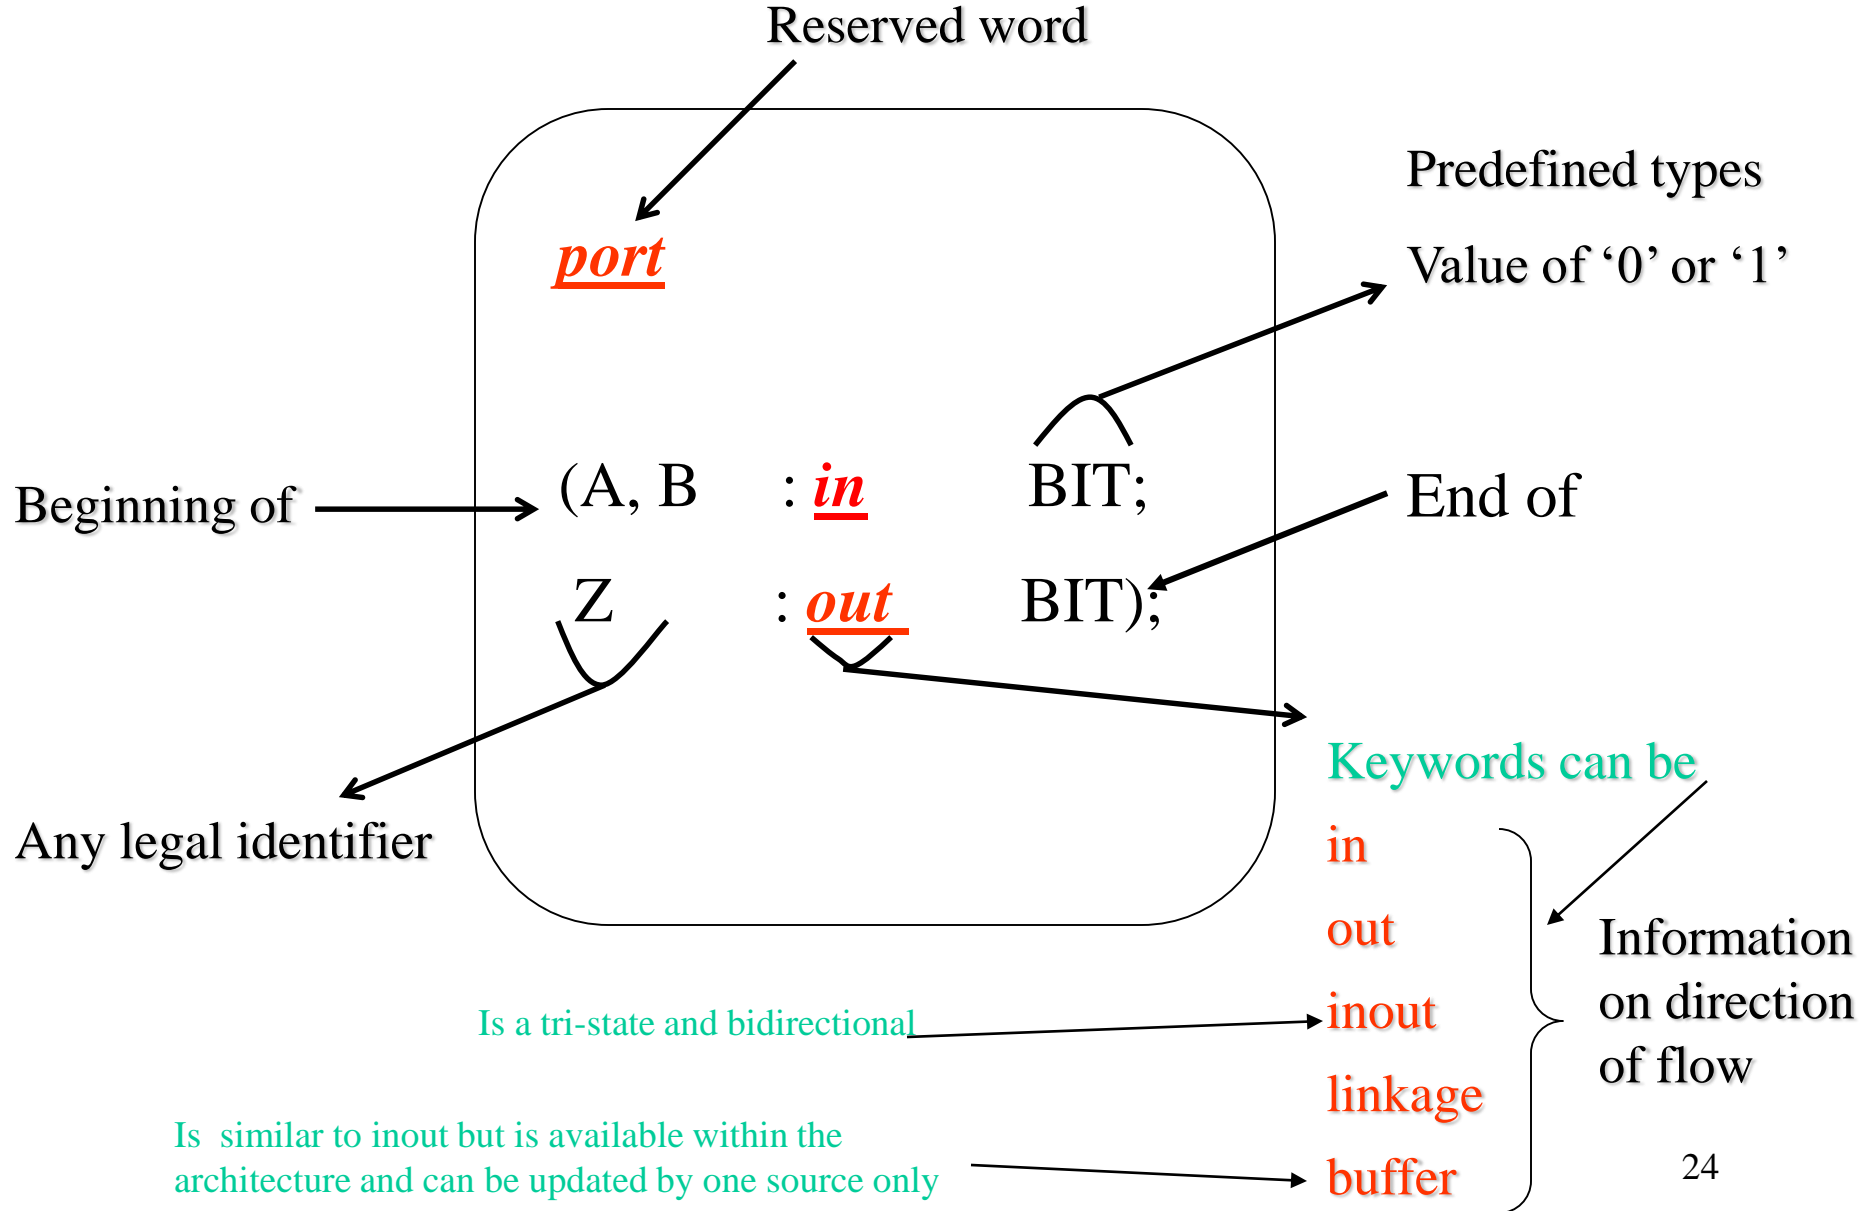 Reserved word
Predefined types
Value of ‘0’ or ‘1’
port
Beginning of
(A, B : in BIT;
End of
Z : out BIT);
Any legal identifier
Keywords can be
in
out
inout
linkage
buffer
Information
on direction
of flow
Is a tri-state and bidirectional
Is similar to inout but is available within the
architecture and can be updated by one source only
24